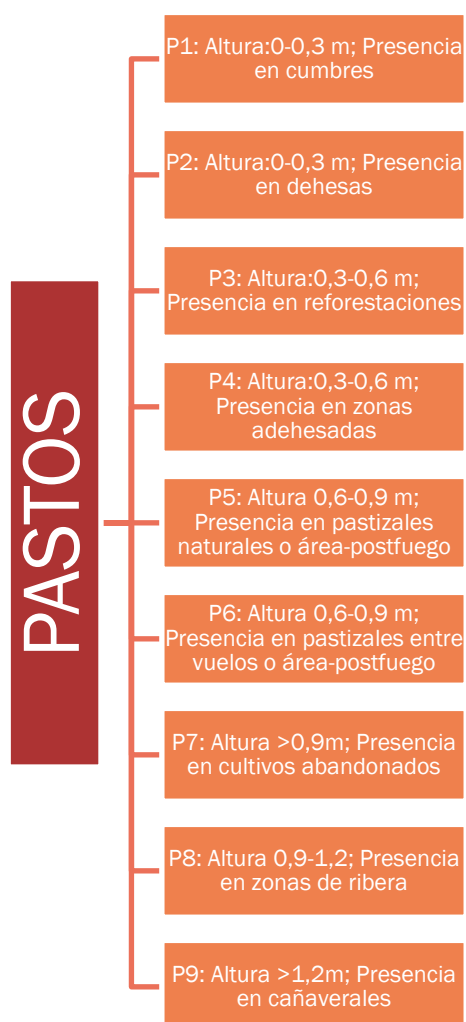 PASTOS
P1: Altura:0-0,3 m; Presencia
en cumbres
P2: Altura:0-0,3 m; Presencia
en dehesas
P3: Altura:0,3-0,6 m;
Presencia en reforestaciones
P4: Altura:0,3-0,6 m;
Presencia en zonas
adehesadas
P5: Altura 0,6-0,9 m;
Presencia en pastizales
naturales o área-postfuego
P6: Altura 0,6-0,9 m;
Presencia en pastizales entre
vuelos o área-postfuego
P7: Altura >0,9m; Presencia
en cultivos abandonados
P8: Altura 0,9-1,2; Presencia
en zonas de ribera
P9: Altura >1,2m; Presencia
en cañaverales